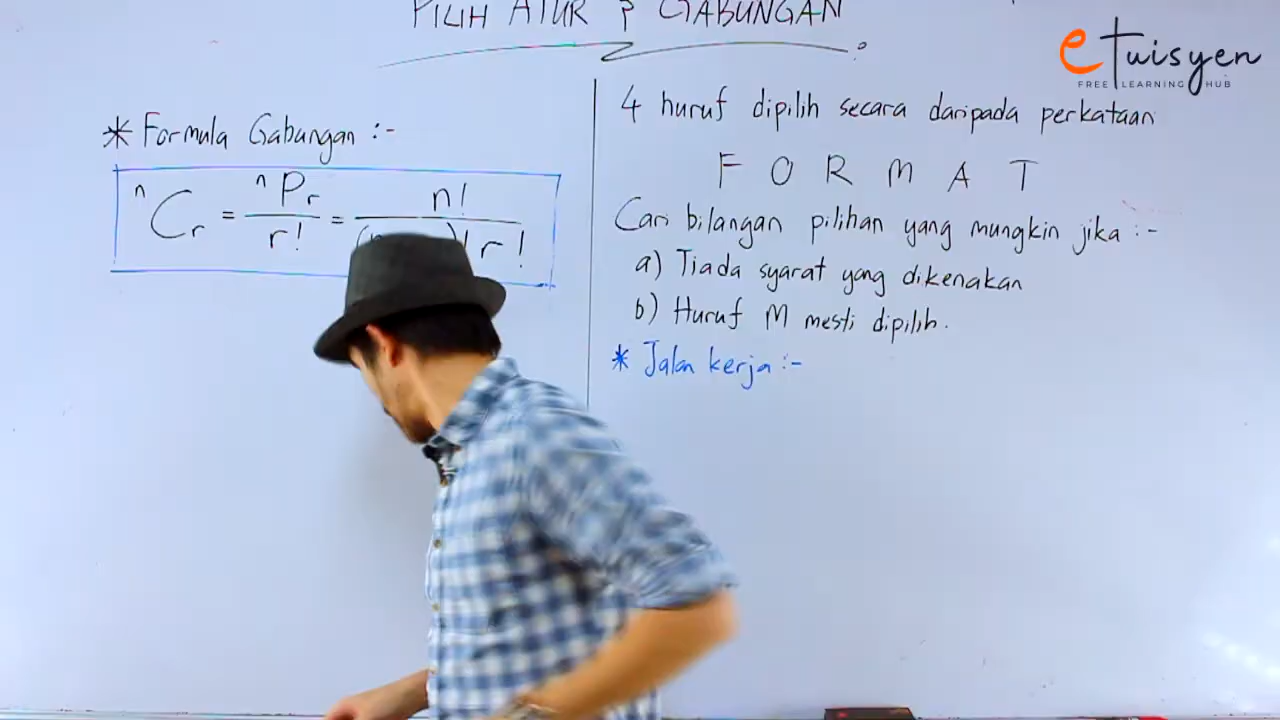 PILIH ATUR & GABUNGAN
eTuisyen
FREE LEARNING HUB
* Formula Gabungan :-
ⁿCᵣ = ⁿPᵣ / r! = n! / ( )! r!
4 huruf dipilih secara daripada perkataan
F O R M A T
Cari bilangan pilihan yang mungkin jika :-
a) Tiada syarat yang dikenakan
b) Huruf M mesti dipilih.
* Jalan kerja :-